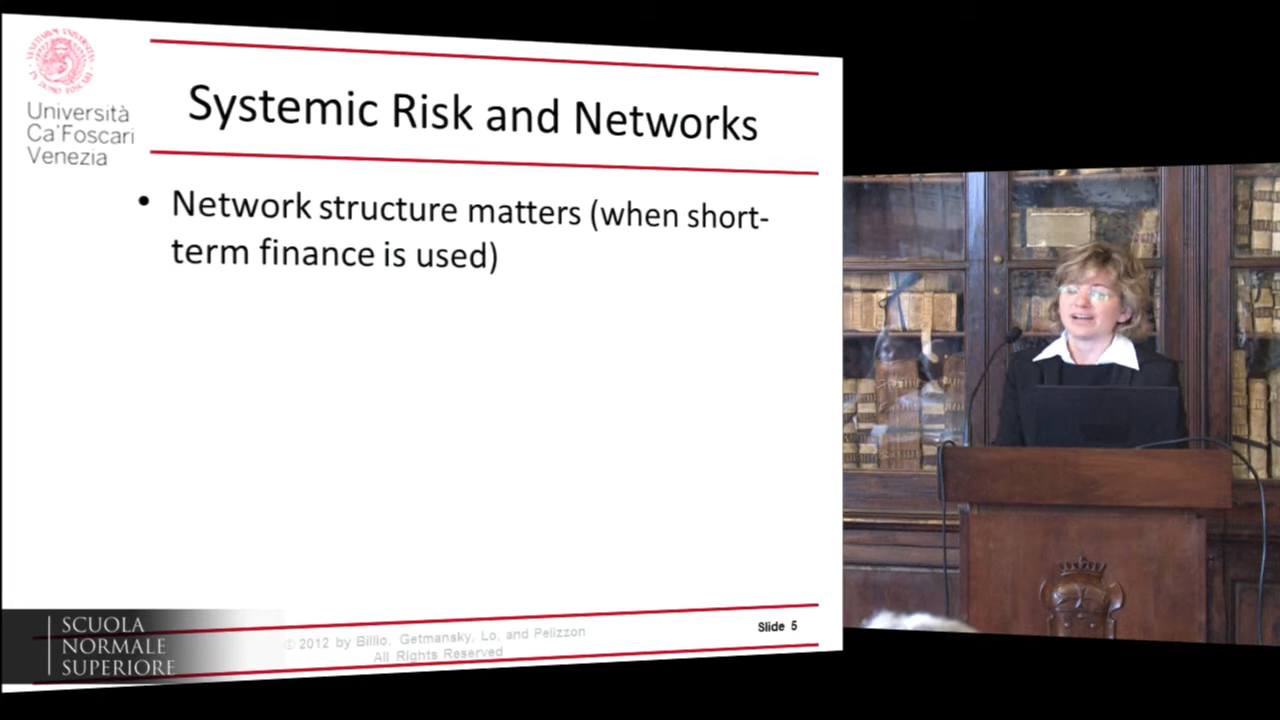 Università
Ca'Foscari
Venezia
Systemic Risk and Networks
• Network structure matters (when short-
term finance is used)
© 2012 by Billio, Getmansky, Lo, and Pelizzon
All Rights Reserved
Slide 5
SCUOLA
NORMALE
SUPERIORE